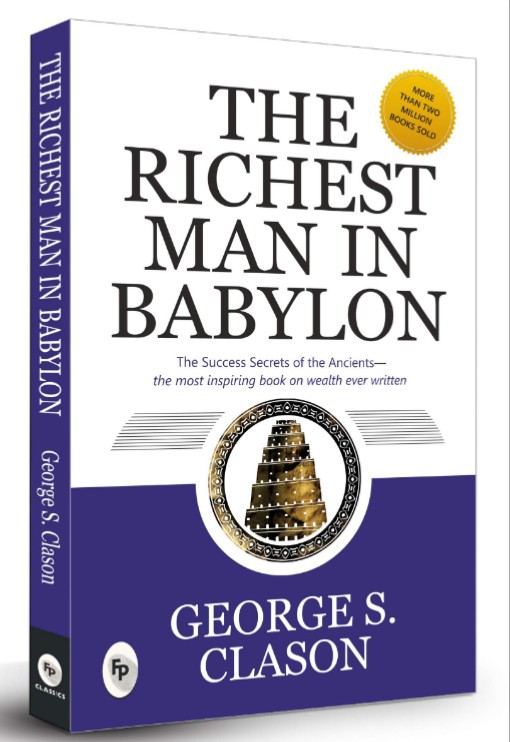 THE RICHEST MAN IN BABYLON
George S. Clason
FP
CLASSICS
MORE
THAN TWO
MILLION
BOOKS SOLD
THE
RICHEST
MAN IN
BABYLON
The Success Secrets of the Ancients—
the most inspiring book on wealth ever written
GEORGE S.
CLASON
FP